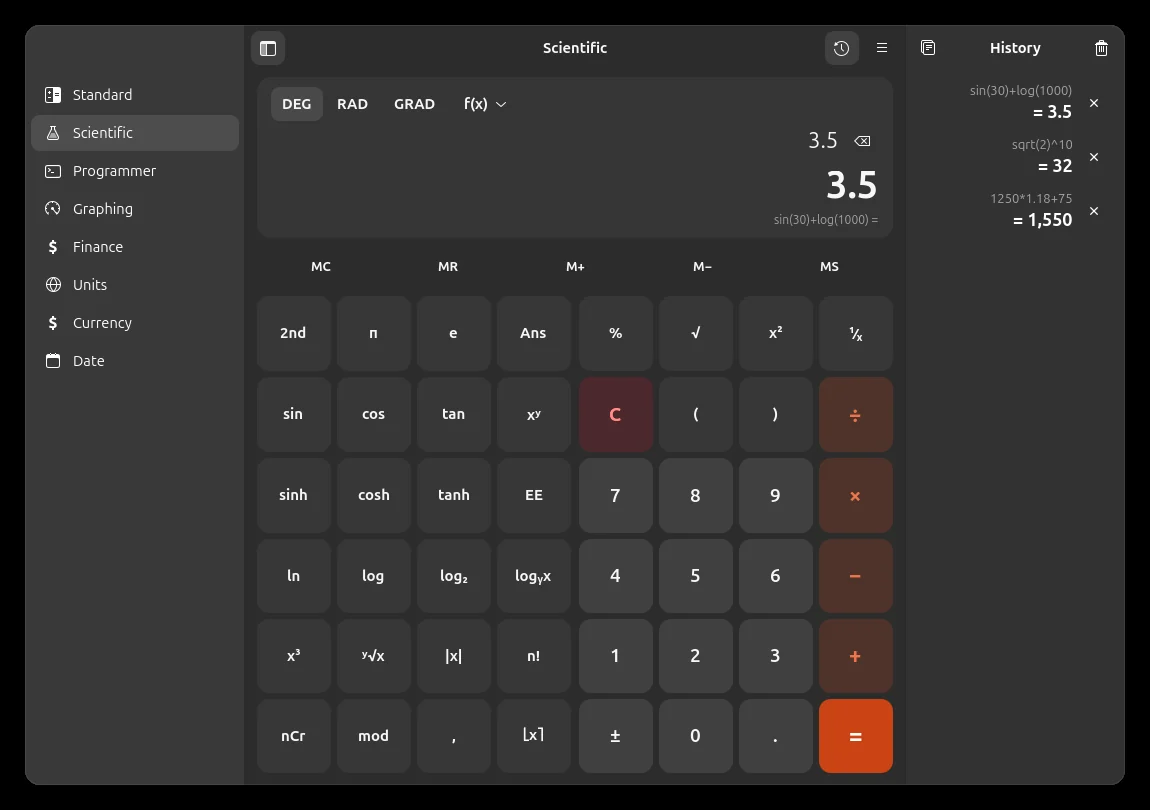 Standard
Scientific
Programmer
Graphing
Finance
Units
Currency
Date
Scientific
DEG RAD GRAD f(x)
3.5
3.5
sin(30)+log(1000) =
MC MR M+ M− MS
2nd π e Ans % √ x² ¹⁄ₓ
sin cos tan xʸ C ( ) ÷
sinh cosh tanh EE 7 8 9 ×
ln log log₂ logᵧx 4 5 6 −
x³ ʸ√x |x| n! 1 2 3 +
nCr mod , ⌊x⌉ ± 0 . =
History
sin(30)+log(1000)
= 3.5
sqrt(2)^10
= 32
1250*1.18+75
= 1,550